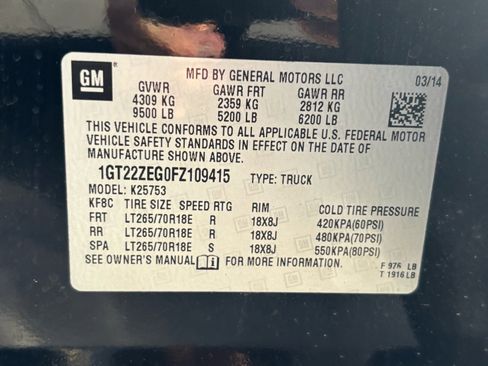 GM
MFD BY GENERAL MOTORS LLC
03/14
GVWR GAWR FRT GAWR RR
4309 KG 2359 KG 2812 KG
9500 LB 5200 LB 6200 LB
THIS VEHICLE CONFORMS TO ALL APPLICABLE U.S. FEDERAL MOTOR
VEHICLE SAFETY STANDARDS IN EFFECT ON THE DATE OF
MANUFACTURE SHOWN ABOVE.
1GT22ZEG0FZ109415 TYPE: TRUCK
MODEL: K25753
KF8C TIRE SIZE SPEED RTG RIM COLD TIRE PRESSURE
FRT LT265/70R18E R 18X8J 420KPA(60PSI)
RR LT265/70R18E R 18X8J 480KPA(70PSI)
SPA LT265/70R18E S 18X8J 550KPA(80PSI)
SEE OWNER'S MANUAL FOR MORE INFORMATION.
F 976 LB
T 1916 LB